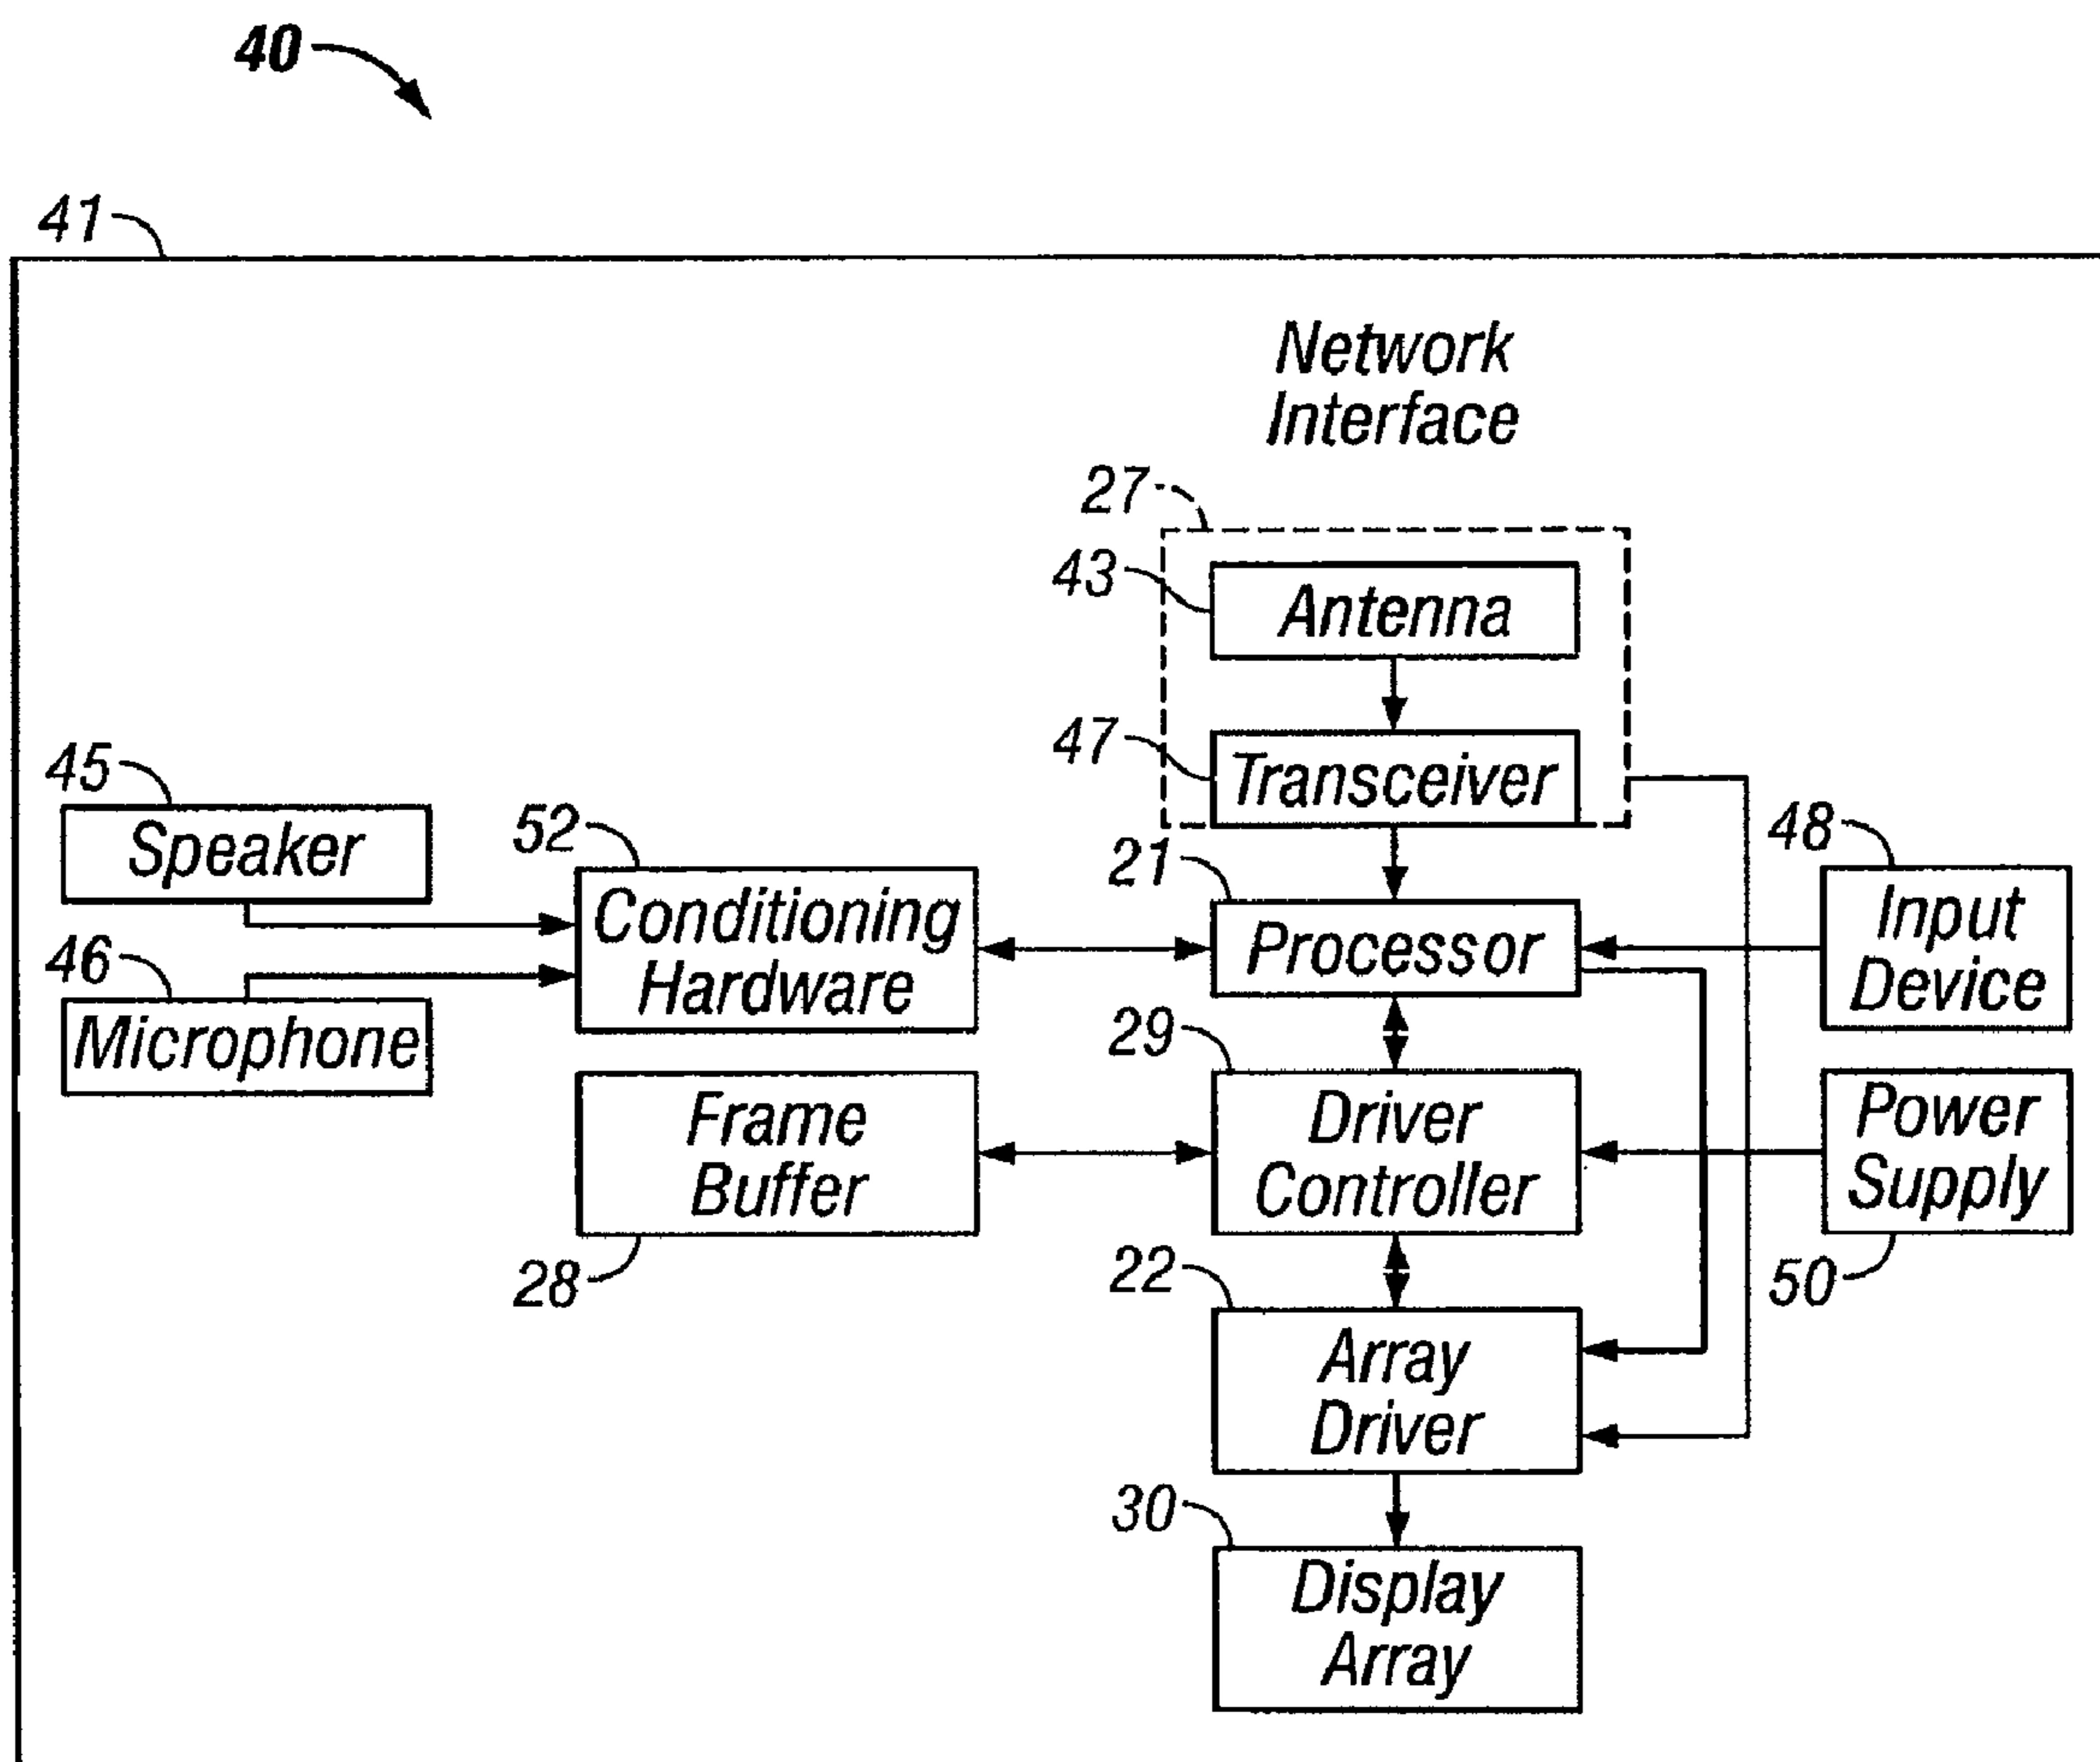 40
41
Network
Interface
27
43
Antenna
47
Transceiver
45
Speaker
52
Conditioning
Hardware
21
Processor
48
Input
Device
46
Microphone
29
Frame
Buffer
28
Driver
Controller
Power
Supply
50
22
Array
Driver
30
Display
Array